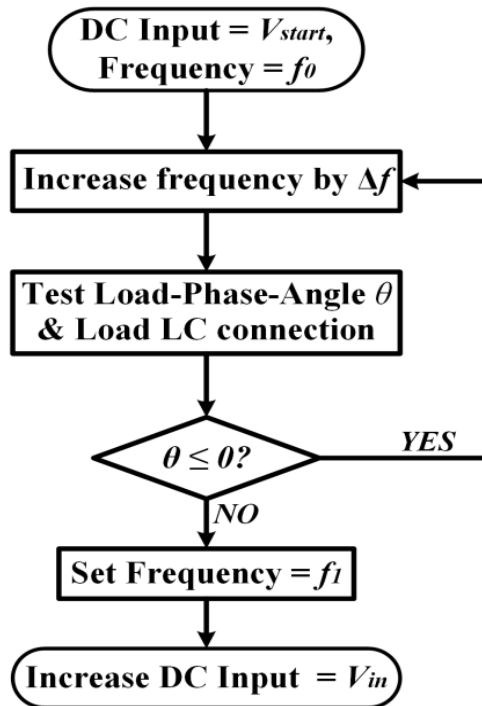 DC Input = Vstart,
Frequency = f0
Increase frequency by Δf
Test Load-Phase-Angle θ
& Load LC connection
θ ≤ 0?
YES
NO
Set Frequency = f1
Increase DC Input = Vin